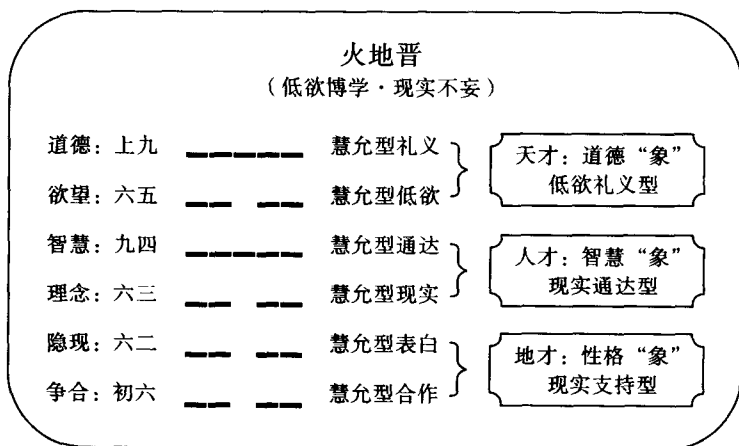 火地晋
（低欲博学·现实不妄）
道德：上九 慧允型礼义
欲望：六五 慧允型低欲
天才：道德“象”
低欲礼义型
智慧：九四 慧允型通达
理念：六三 慧允型现实
人才：智慧“象”
现实通达型
隐现：六二 慧允型表白
争合：初六 慧允型合作
地才：性格“象”
现实支持型